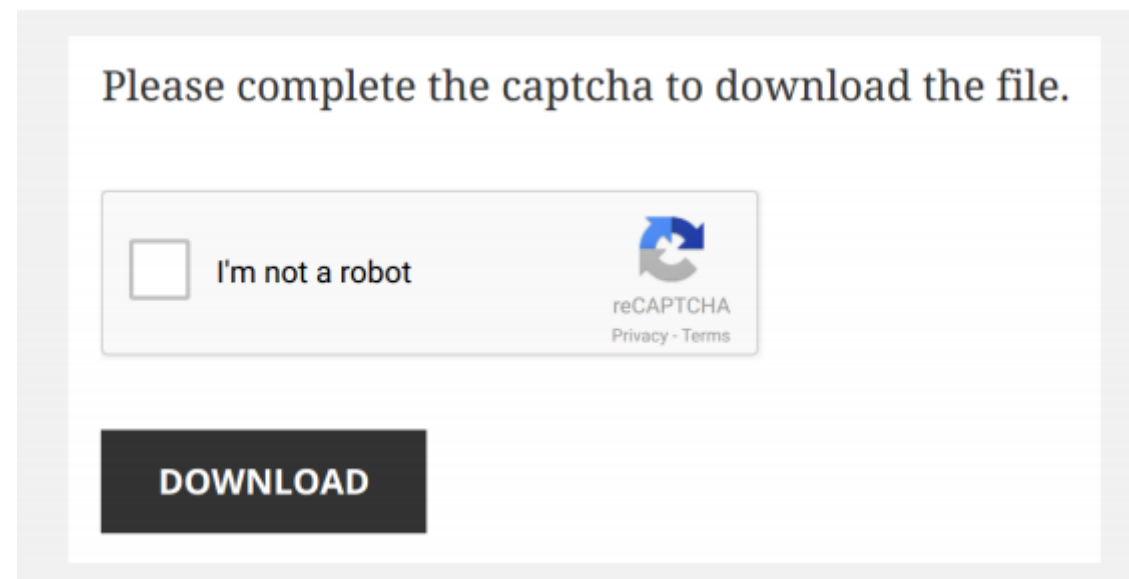 Please complete the captcha to download the file.
I'm not a robot
reCAPTCHA
Privacy - Terms
DOWNLOAD